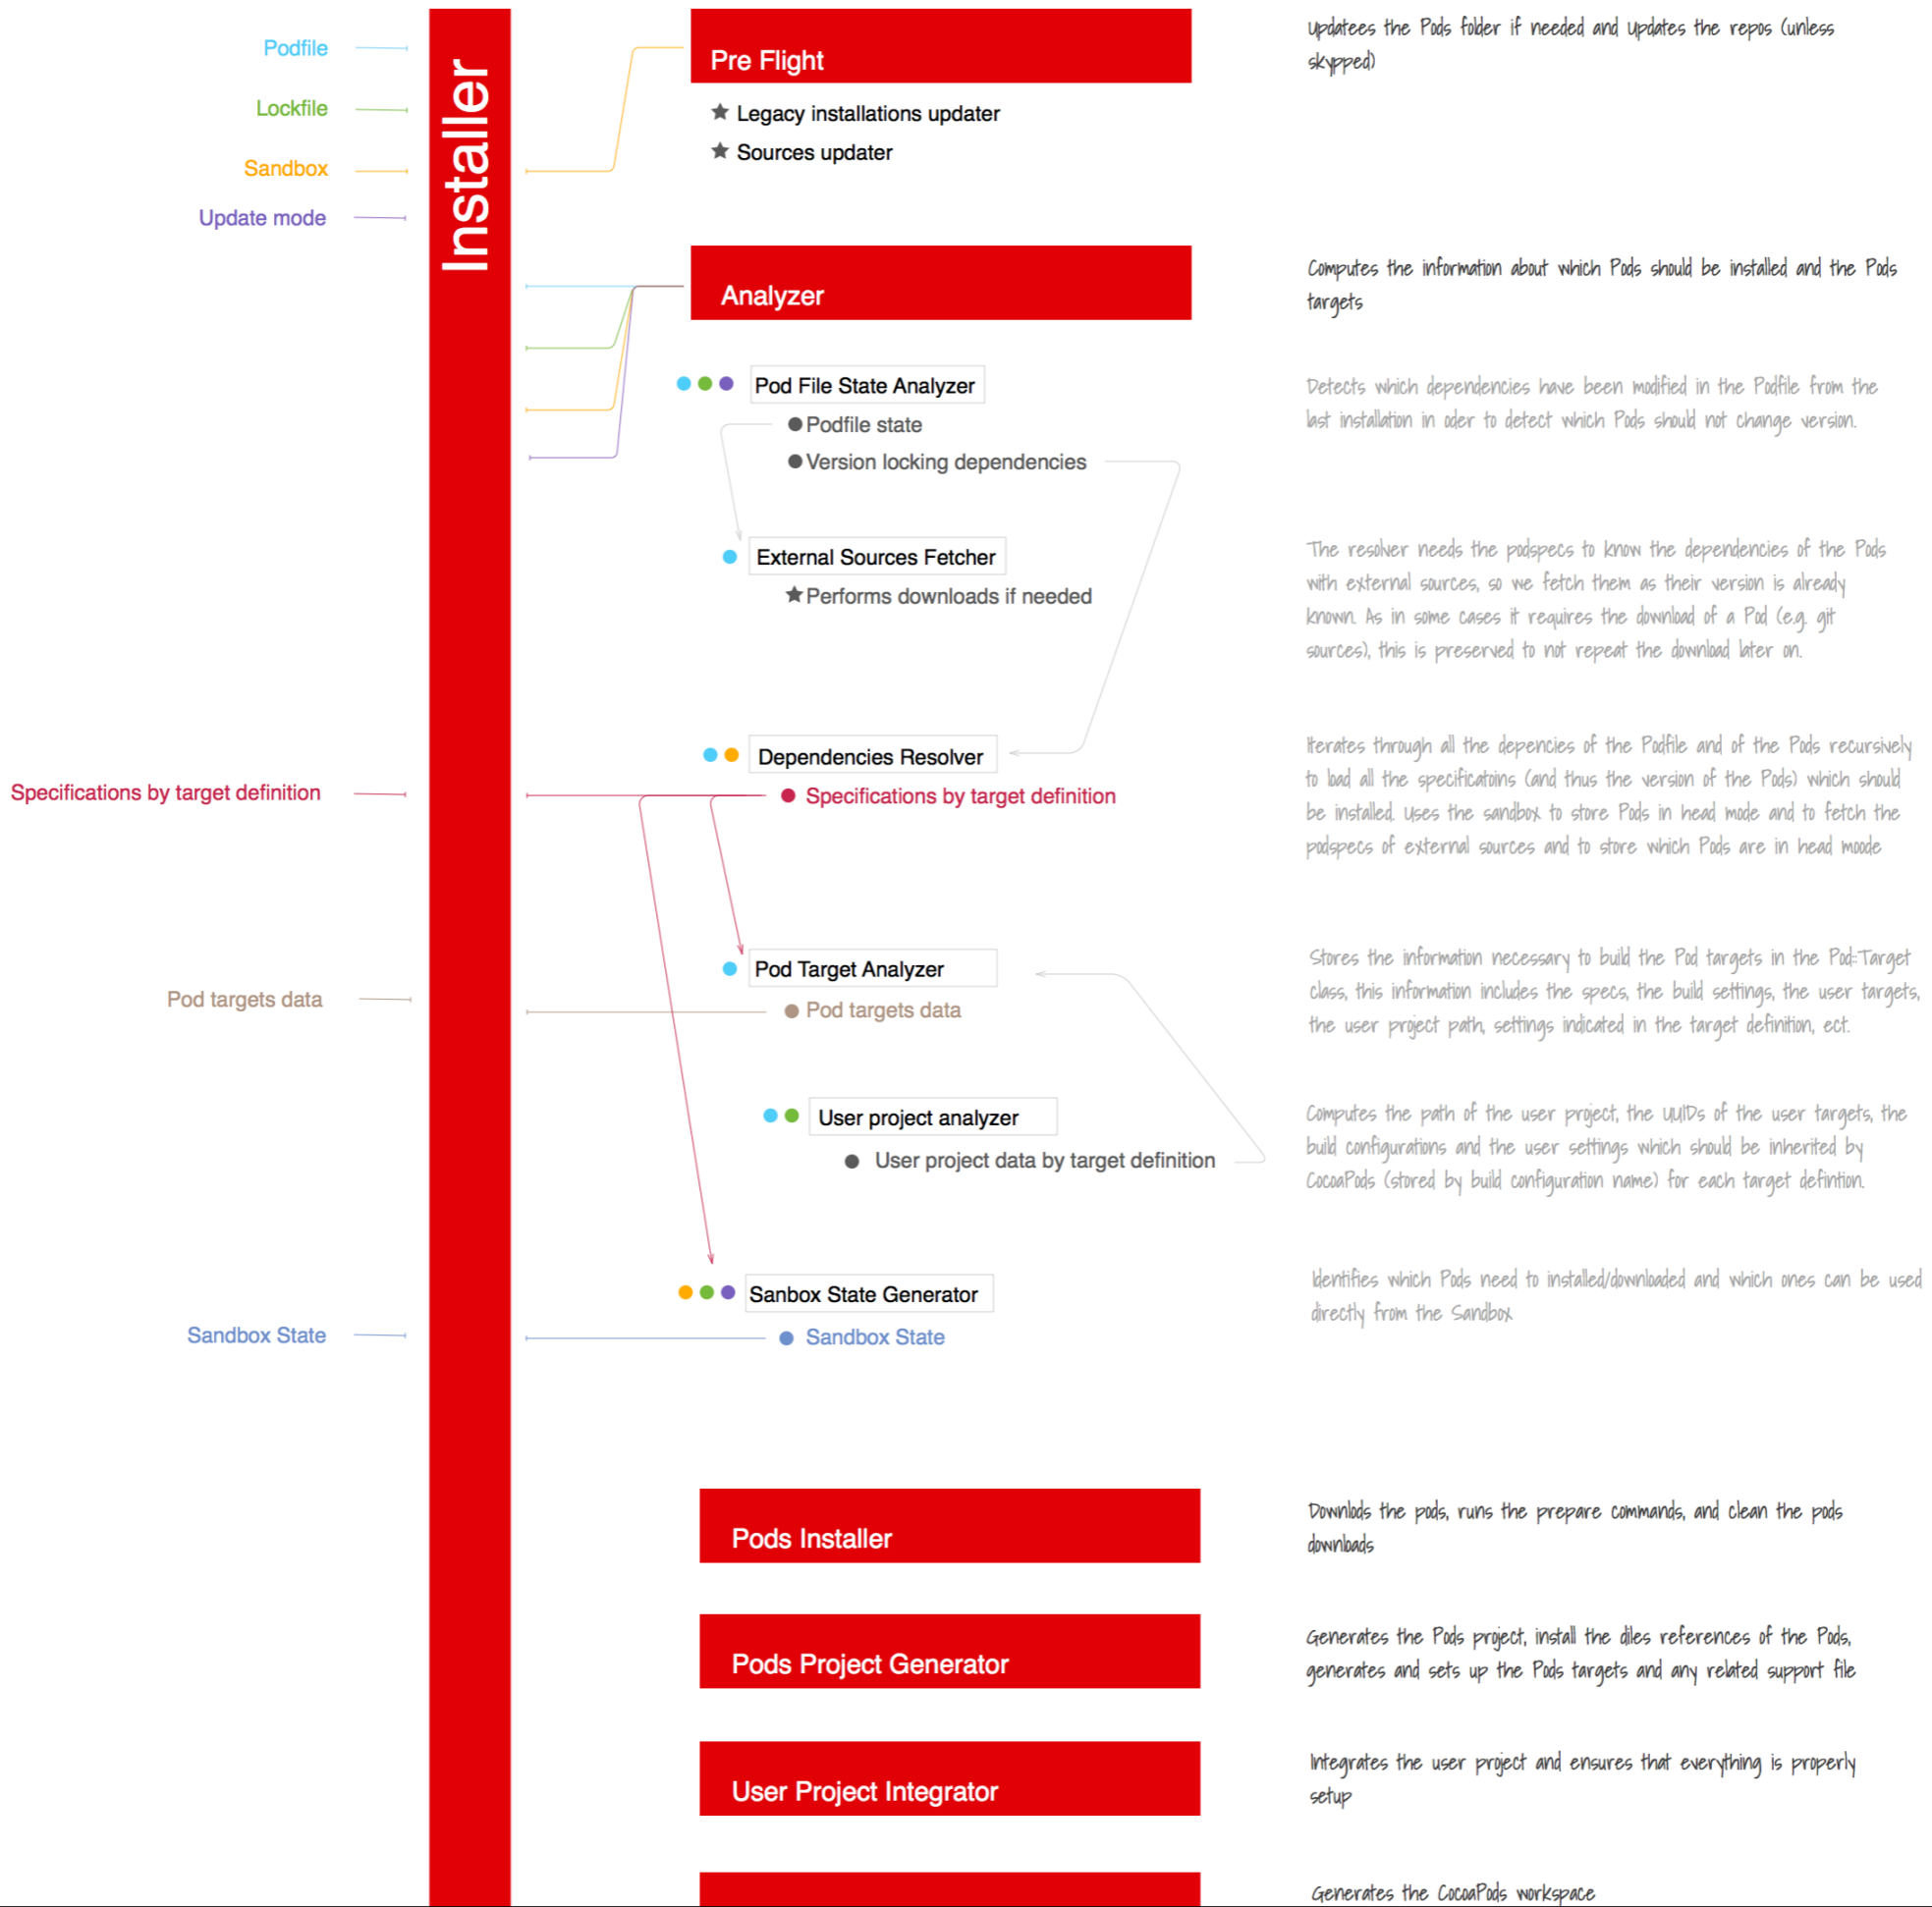 Podfile
Lockfile
Sandbox
Update mode
Installer
Pre Flight
Legacy installations updater
Sources updater
Updatees the Pods folder if needed and Updates the repos (unless
skypped)
Analyzer
Computes the information about which Pods should be installed and the Pods
targets
Pod File State Analyzer
Podfile state
Version locking dependencies
Detects which dependencies have been modified in the Podfile from the
last installation in oder to detect which Pods should not change version.
External Sources Fetcher
Performs downloads if needed
The resolver needs the podspecs to know the dependencies of the Pods
with external sources, so we fetch them as their version is already
known. As in some cases it requires the download of a Pod (e.g. git
sources), this is preserved to not repeat the download later on.
Dependencies Resolver
Specifications by target definition
Specifications by target definition
Iterates through all the depencies of the Podfile and of the Pods recursively
to load all the specificatoins (and thus the version of the Pods) which should
be installed. Uses the sandbox to store Pods in head mode and to fetch the
podspecs of external sources and to store which Pods are in head moode
Pod Target Analyzer
Pod targets data
Pod targets data
Stores the information necessary to build the Pod targets in the Pod::Target
class, this information includes the specs, the build settings, the user targets,
the user project path, settings indicated in the target definition, ect.
User project analyzer
User project data by target definition
Computes the path of the user project, the UUIDs of the user targets, the
build configurations and the user settings which should be inherited by
CocoaPods (stored by build configuration name) for each target defintion.
Sanbox State Generator
Sandbox State
Sandbox State
Identifies which Pods need to installed/downloaded and which ones can be used
directly from the Sandbox
Pods Installer
Downlods the pods, runs the prepare commands, and clean the pods
downloads
Pods Project Generator
Generates the Pods project, install the diles references of the Pods,
generates and sets up the Pods targets and any related support file
User Project Integrator
Integrates the user project and ensures that everything is properly
setup
Generates the CocoaPods workspace